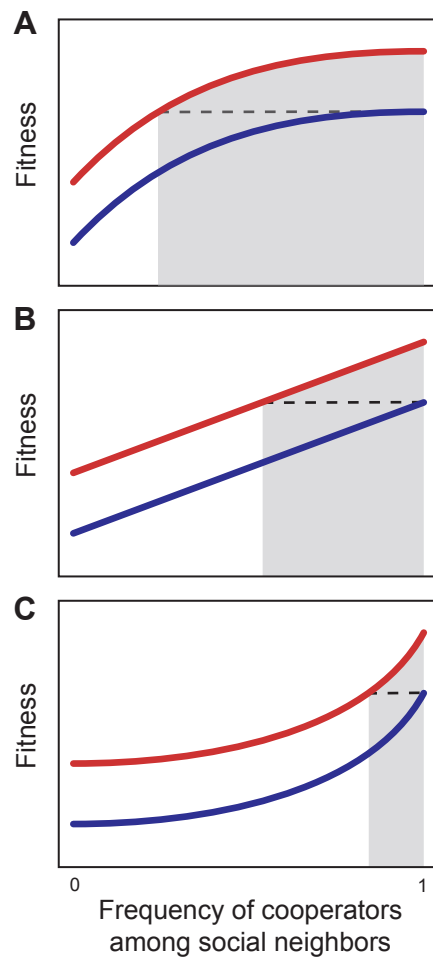 A
Fitness
B
Fitness
C
Fitness
0 1
Frequency of cooperators
among social neighbors